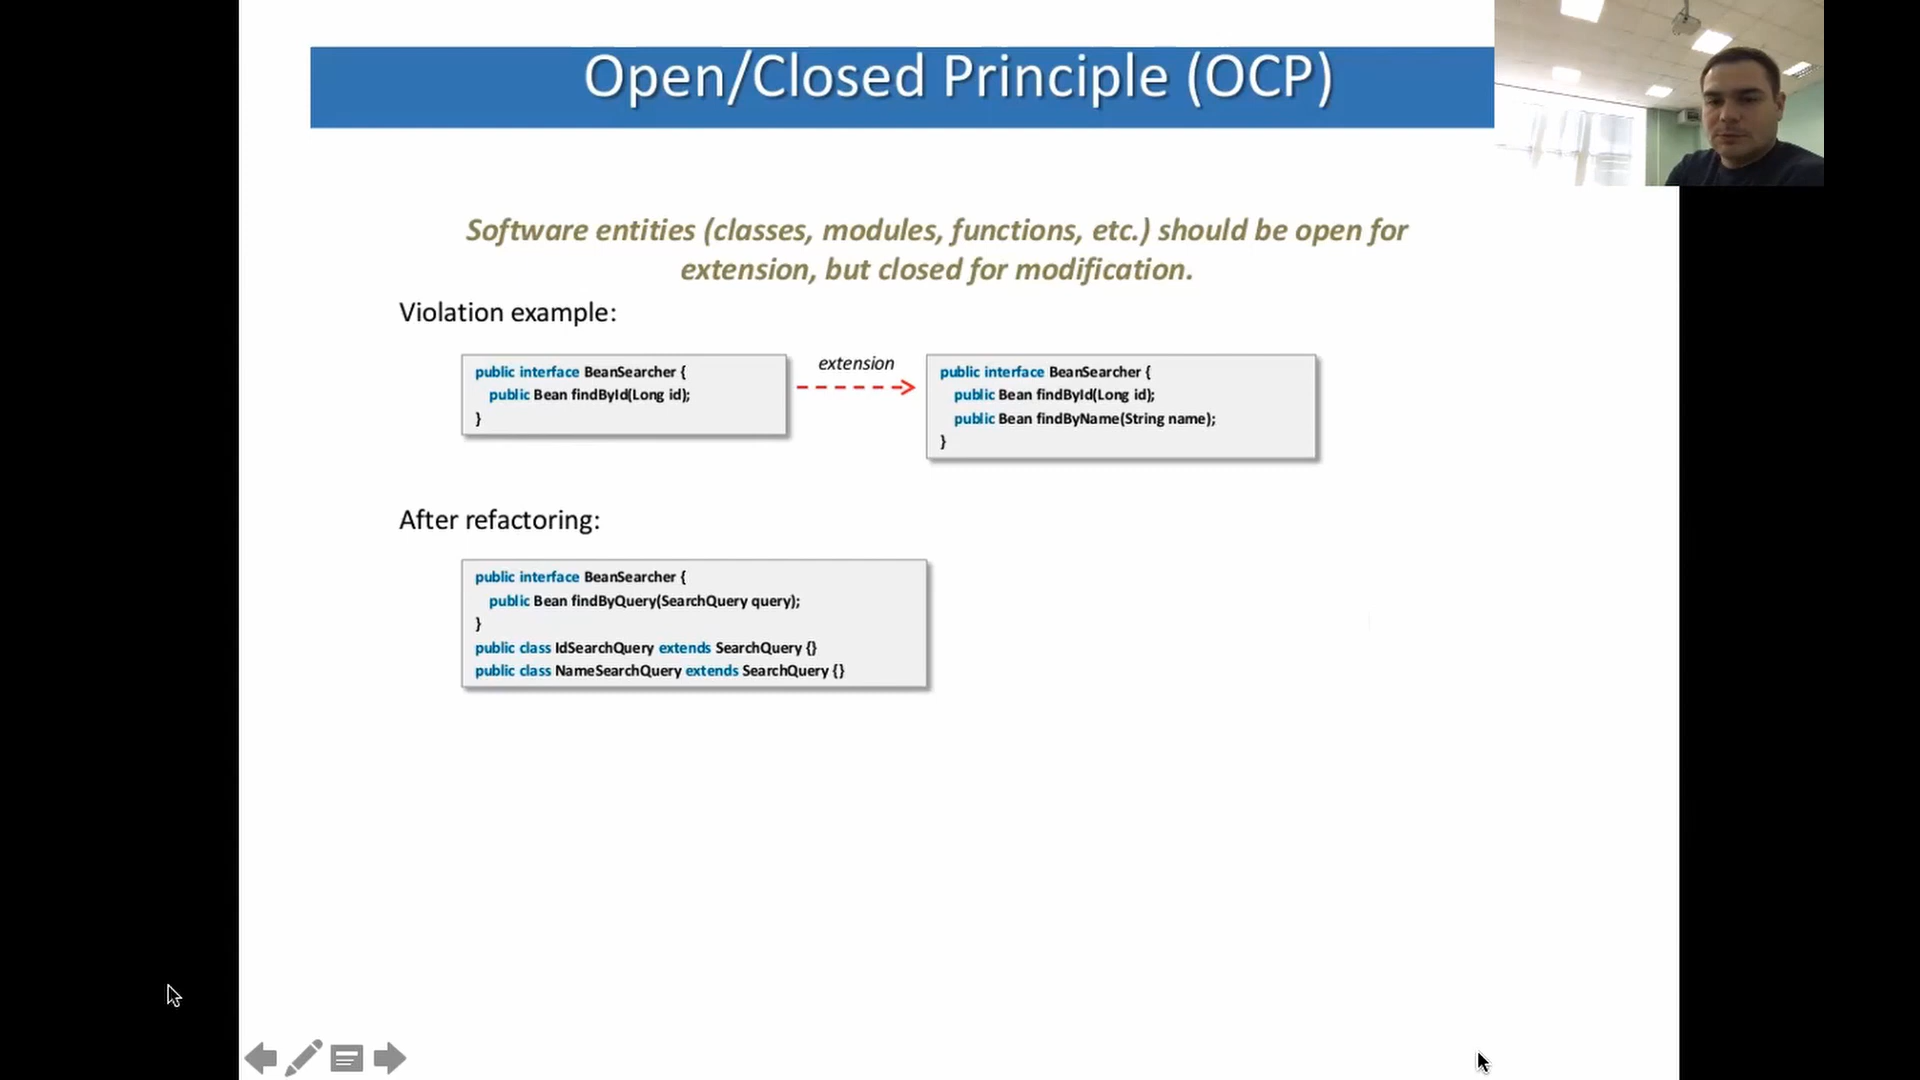 Open/Closed Principle (OCP)
Software entities (classes, modules, functions, etc.) should be open for
extension, but closed for modification.
Violation example:
public interface BeanSearcher {
public Bean findById(Long id);
}
extension
public interface BeanSearcher {
public Bean findById(Long id);
public Bean findByName(String name);
}
After refactoring:
public interface BeanSearcher {
public Bean findByQuery(SearchQuery query);
}
public class IdSearchQuery extends SearchQuery {}
public class NameSearchQuery extends SearchQuery {}